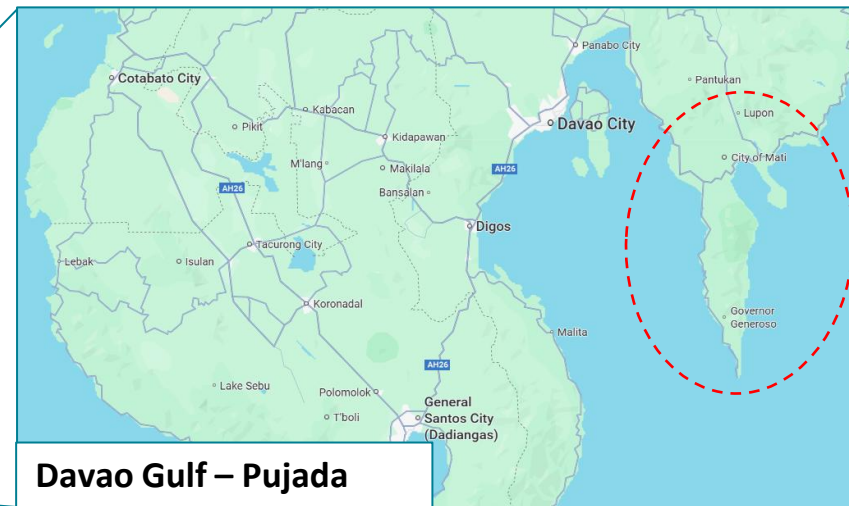 Panabo City
Cotabato City
Pantukan
Kabacan
Lupon
Pikit
Davao City
Kidapawan
City of Mati
M'lang
Makilala
AH26
AH26
Bansalan
Digos
Tacurong City
Lebak
Isulan
Koronadal
Governor
Generoso
Malita
AH26
Lake Sebu
Polomolok
General
Santos City
(Dadiangas)
T'boli
Davao Gulf – Pujada